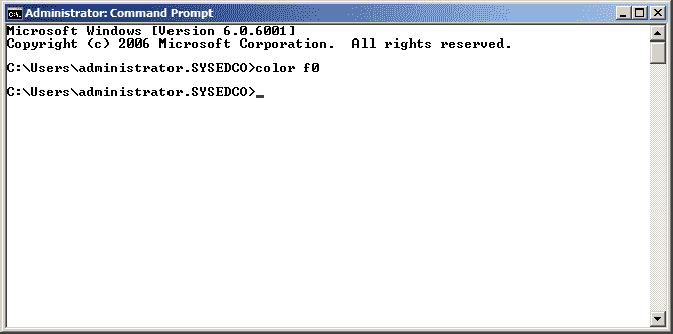 Administrator: Command Prompt
Microsoft Windows [Version 6.0.6001]
Copyright (c) 2006 Microsoft Corporation.  All rights reserved.
C:\Users\administrator.SYSEDCO>color f0
C:\Users\administrator.SYSEDCO>_